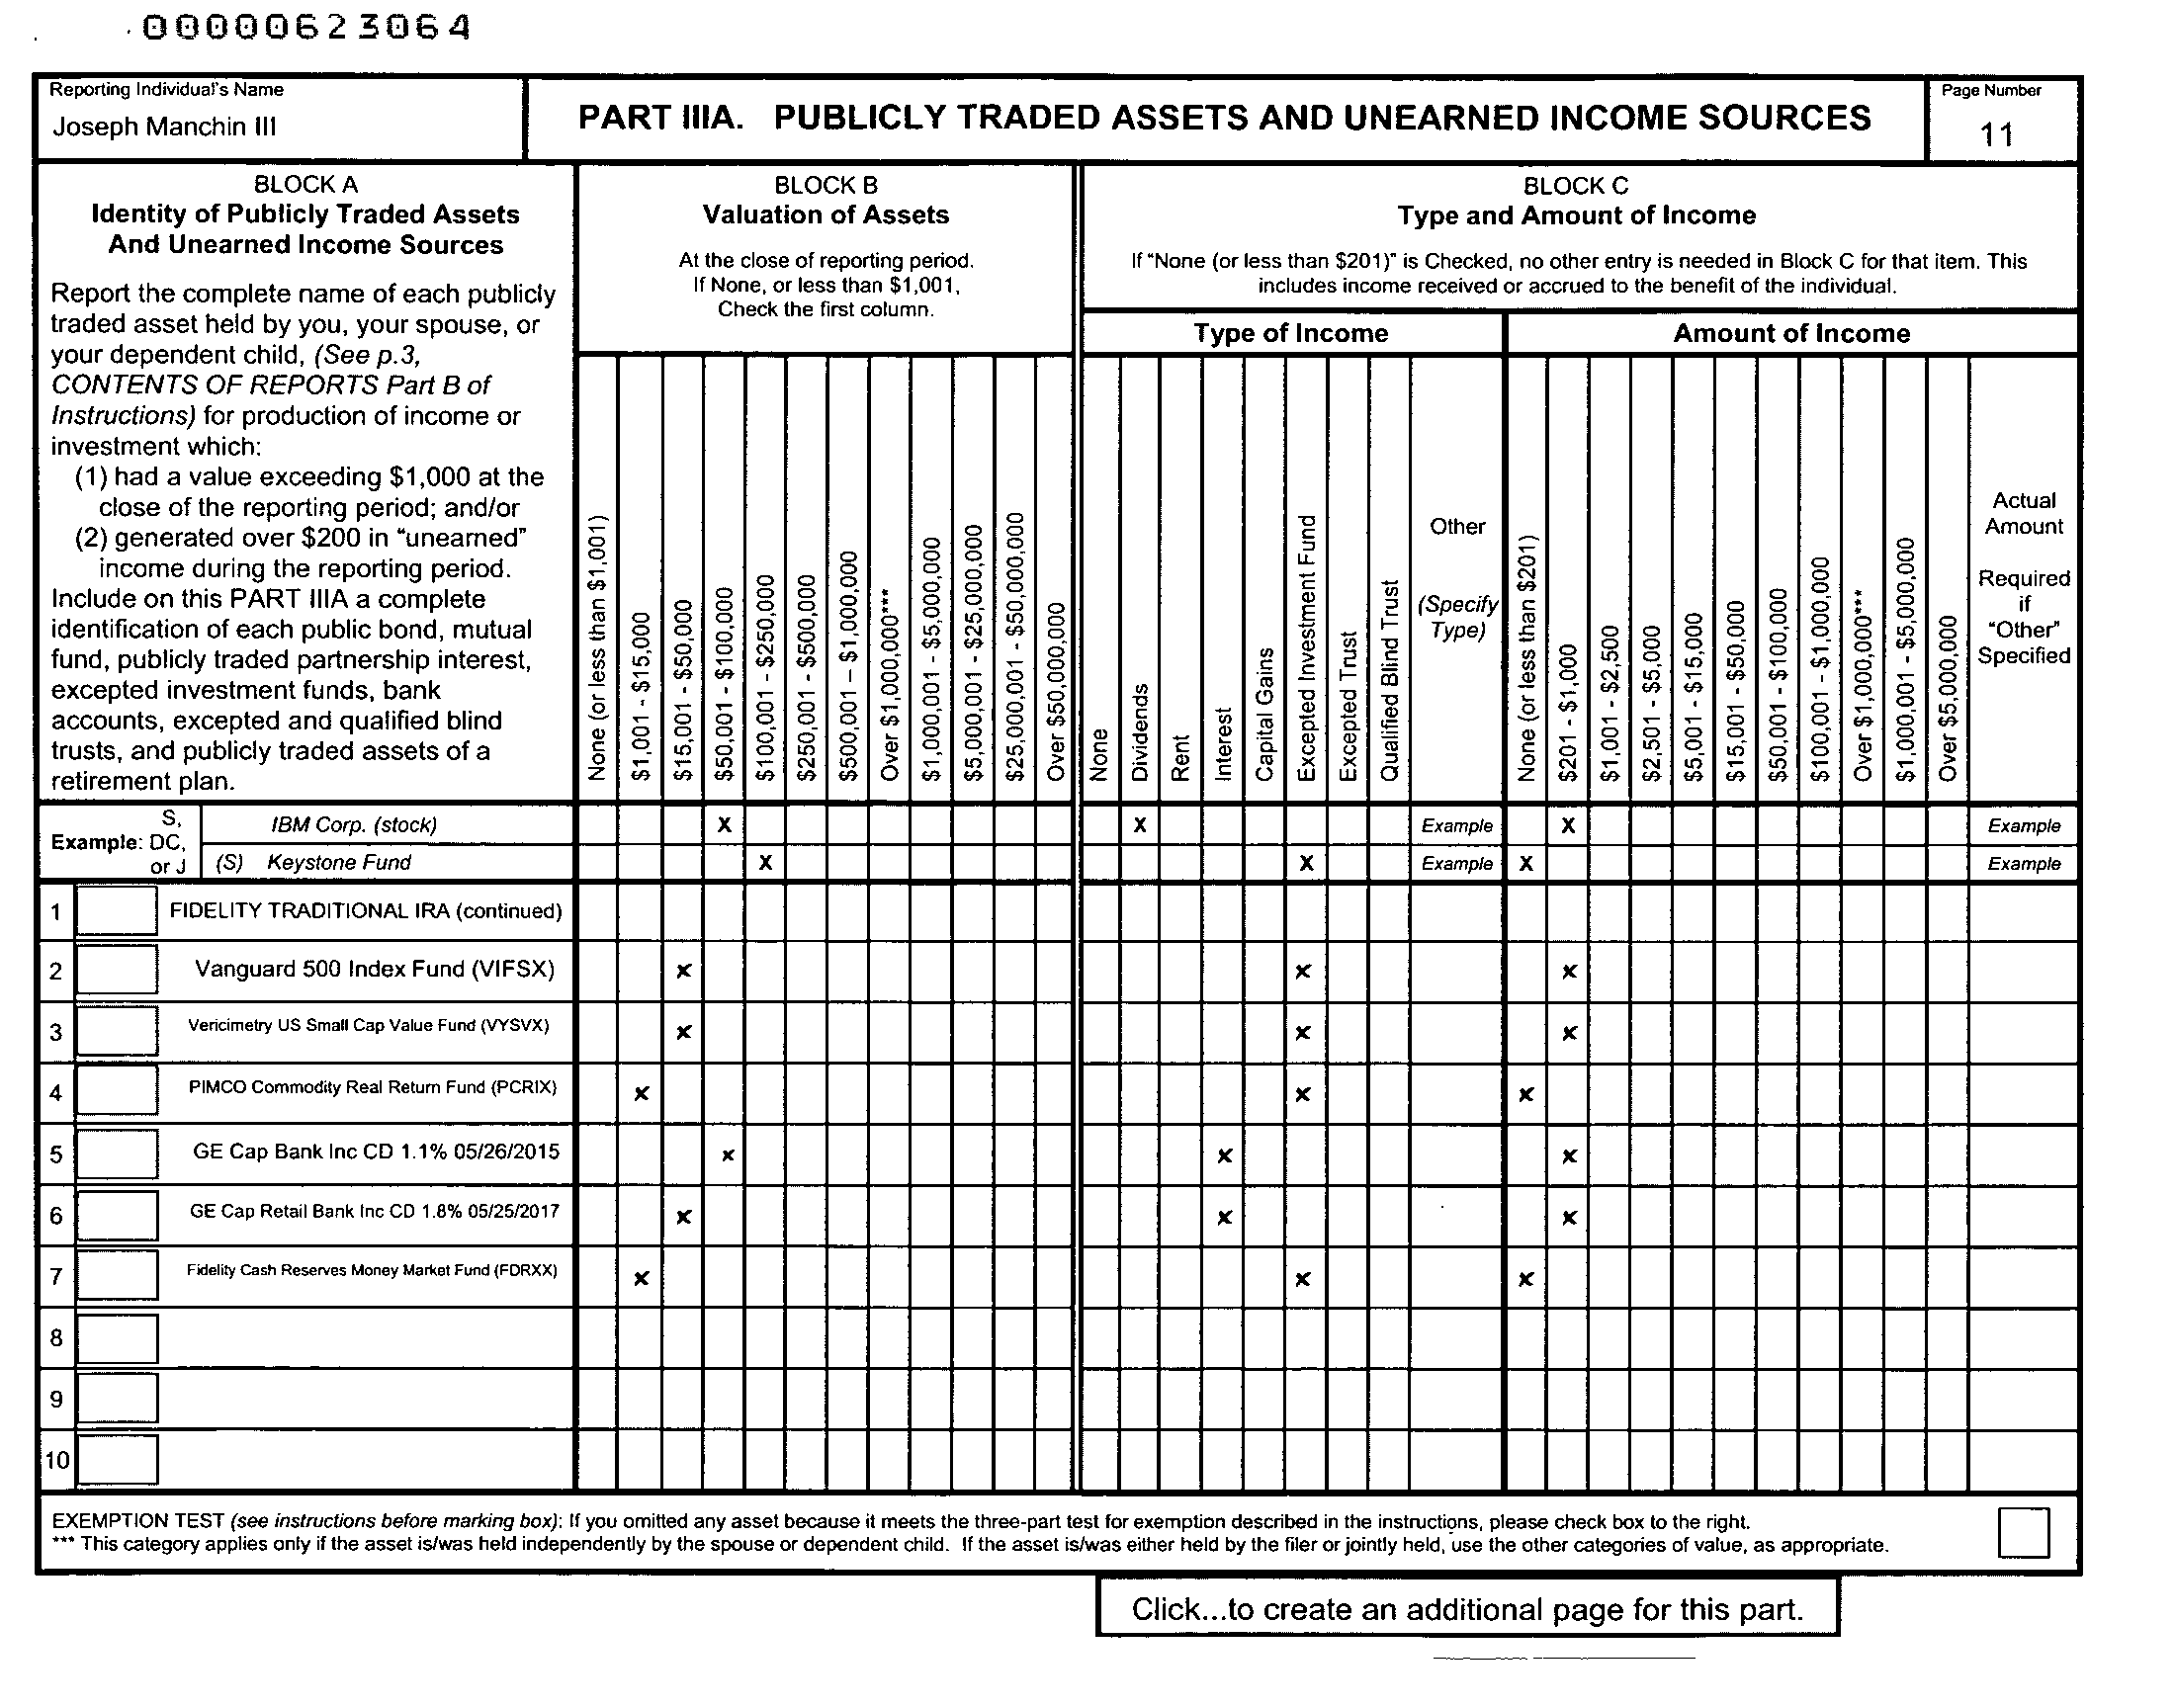 00000623064
Reporting Individual's Name
Joseph Manchin III
PART IIIA. PUBLICLY TRADED ASSETS AND UNEARNED INCOME SOURCES
Page Number
11
BLOCK A
Identity of Publicly Traded Assets
And Unearned Income Sources
Report the complete name of each publicly
traded asset held by you, your spouse, or
your dependent child, (See p.3,
CONTENTS OF REPORTS Part B of
Instructions) for production of income or
investment which:
(1) had a value exceeding $1,000 at the
close of the reporting period; and/or
(2) generated over $200 in "unearned"
income during the reporting period.
Include on this PART IIIA a complete
identification of each public bond, mutual
fund, publicly traded partnership interest,
excepted investment funds, bank
accounts, excepted and qualified blind
trusts, and publicly traded assets of a
retirement plan.
BLOCK B
Valuation of Assets
At the close of reporting period.
If None, or less than $1,001,
Check the first column.
None (or less than $1,001)
$1,001 - $15,000
$15,001 - $50,000
$50,001 - $100,000
$100,001 - $250,000
$250,001 - $500,000
$500,001 – $1,000,000
Over $1,000,000***
$1,000,001 - $5,000,000
$5,000,001 - $25,000,000
$25,000,001 - $50,000,000
Over $50,000,000
BLOCK C
Type and Amount of Income
If "None (or less than $201)" is Checked, no other entry is needed in Block C for that item. This
includes income received or accrued to the benefit of the individual.
Type of Income
None
Dividends
Rent
Interest
Capital Gains
Excepted Investment Fund
Excepted Trust
Qualified Blind Trust
Other
(Specify
Type)
Amount of Income
None (or less than $201)
$201 - $1,000
$1,001 - $2,500
$2,501 - $5,000
$5,001 - $15,000
$15,001 - $50,000
$50,001 - $100,000
$100,001 - $1,000,000
Over $1,000,000***
$1,000,001 - $5,000,000
Over $5,000,000
Actual
Amount
Required
if
"Other"
Specified
Example: S, DC, or J
IBM Corp. (stock) X X Example X Example
(S) Keystone Fund X X Example X Example
1 FIDELITY TRADITIONAL IRA (continued)
2 Vanguard 500 Index Fund (VIFSX) x x x
3 Vericimetry US Small Cap Value Fund (VYSVX) x x x
4 PIMCO Commodity Real Return Fund (PCRIX) x x x
5 GE Cap Bank Inc CD 1.1% 05/26/2015 x x x
6 GE Cap Retail Bank Inc CD 1.8% 05/25/2017 x x x
7 Fidelity Cash Reserves Money Market Fund (FDRXX) x x x
8
9
10
EXEMPTION TEST (see instructions before marking box): If you omitted any asset because it meets the three-part test for exemption described in the instructions, please check box to the right.
*** This category applies only if the asset is/was held independently by the spouse or dependent child. If the asset is/was either held by the filer or jointly held, use the other categories of value, as appropriate.
Click...to create an additional page for this part.